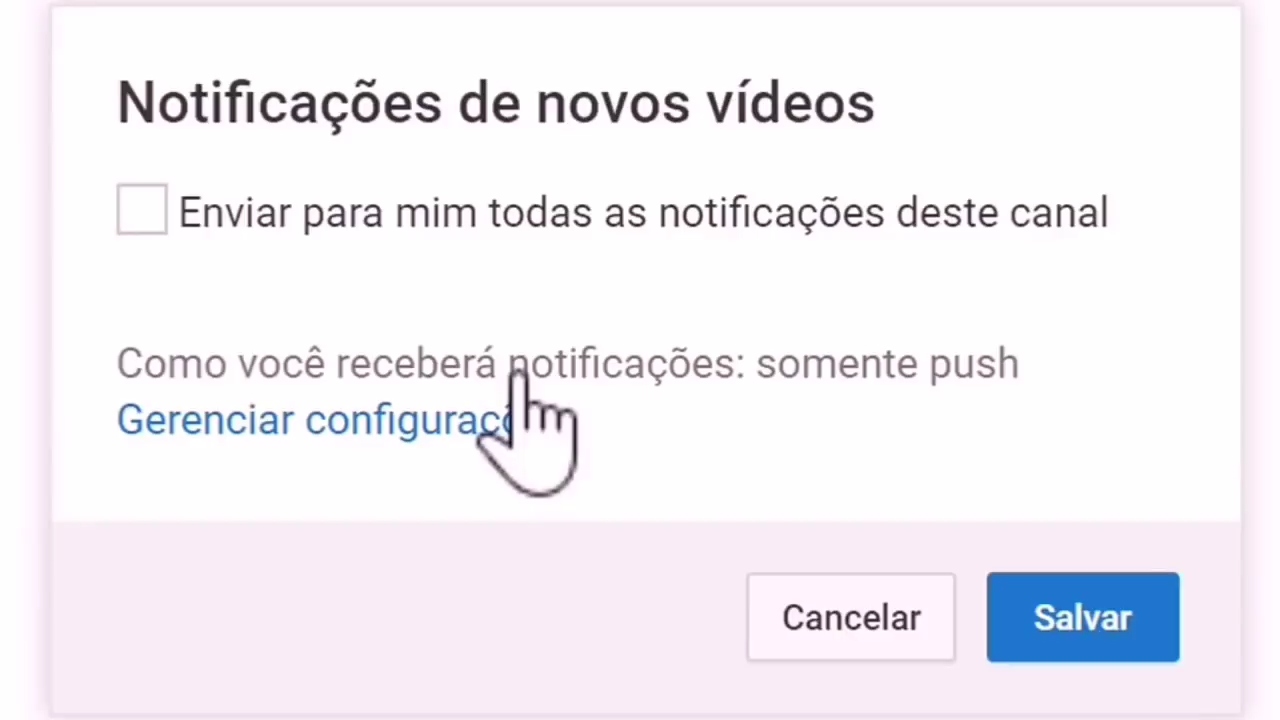 Notificações de novos vídeos
Enviar para mim todas as notificações deste canal
Como você receberá notificações: somente push
Gerenciar
Cancelar
Salvar